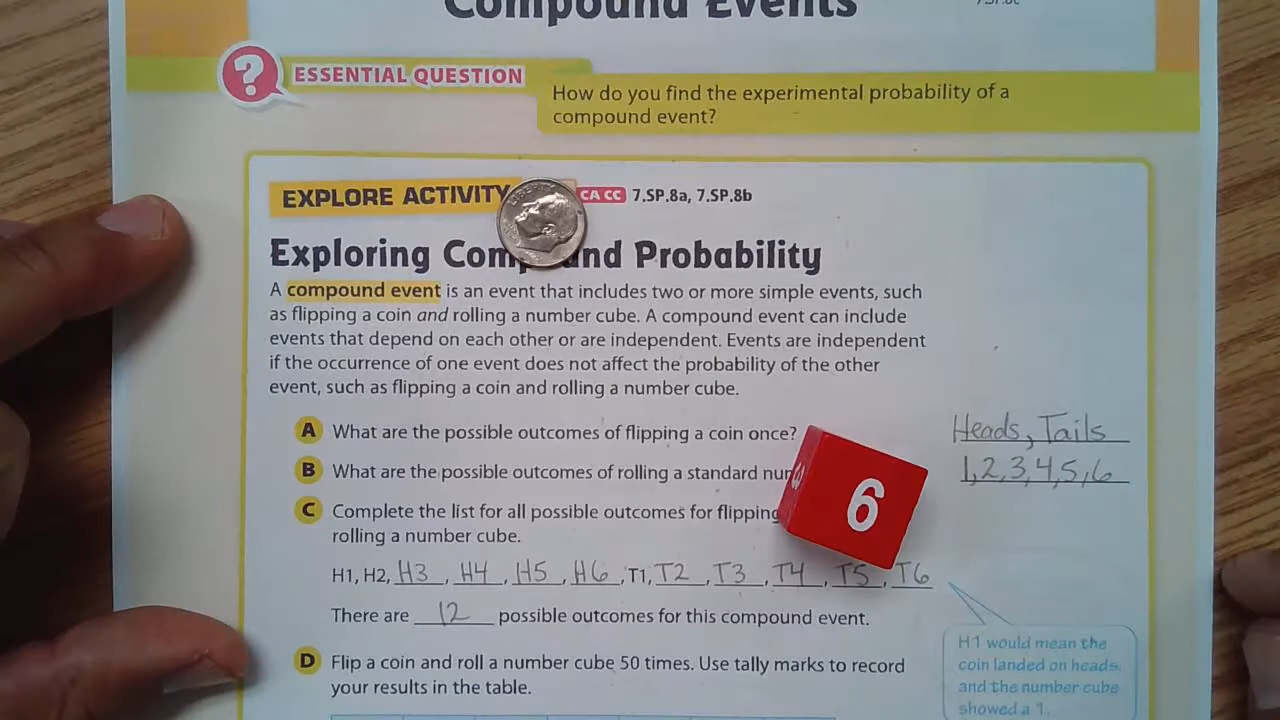 Compound Events
ESSENTIAL QUESTION
How do you find the experimental probability of a
compound event?
EXPLORE ACTIVITY CA CC 7.SP.8a, 7.SP.8b
Exploring Com nd Probability
A compound event is an event that includes two or more simple events, such
as flipping a coin and rolling a number cube. A compound event can include
events that depend on each other or are independent. Events are independent
if the occurrence of one event does not affect the probability of the other
event, such as flipping a coin and rolling a number cube.
A What are the possible outcomes of flipping a coin once? Heads, Tails
B What are the possible outcomes of rolling a standard num 1,2,3,4,5,6
6
C Complete the list for all possible outcomes for flipping
rolling a number cube.
H1, H2, H3, H4, H5, H6, T1, T2, T3, T4, T5, T6
There are 12 possible outcomes for this compound event.
H1 would mean the
coin landed on heads,
and the number cube
showed a 1.
D Flip a coin and roll a number cube 50 times. Use tally marks to record
your results in the table.